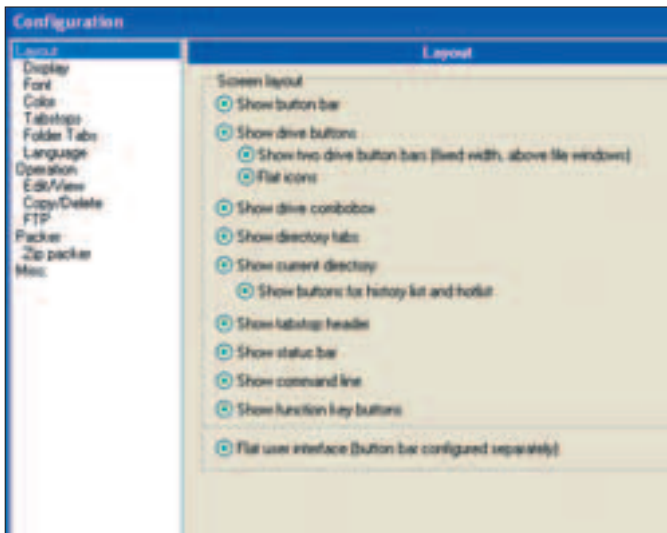 Configuration
Layout
Display
Font
Color
Tabstops
Folder Tabs
Language
Operation
Edit/View
Copy/Delete
FTP
Packer
Zip packer
Misc
Layout
Screen layout
Show button bar
Show drive buttons
Show two drive button bars (fixed width, above file windows)
Flat icons
Show drive combobox
Show directory tabs
Show current directory
Show buttons for history list and hotlist
Show tabstop header
Show status bar
Show command line
Show function key buttons
Flat user interface (button bar configured separately)